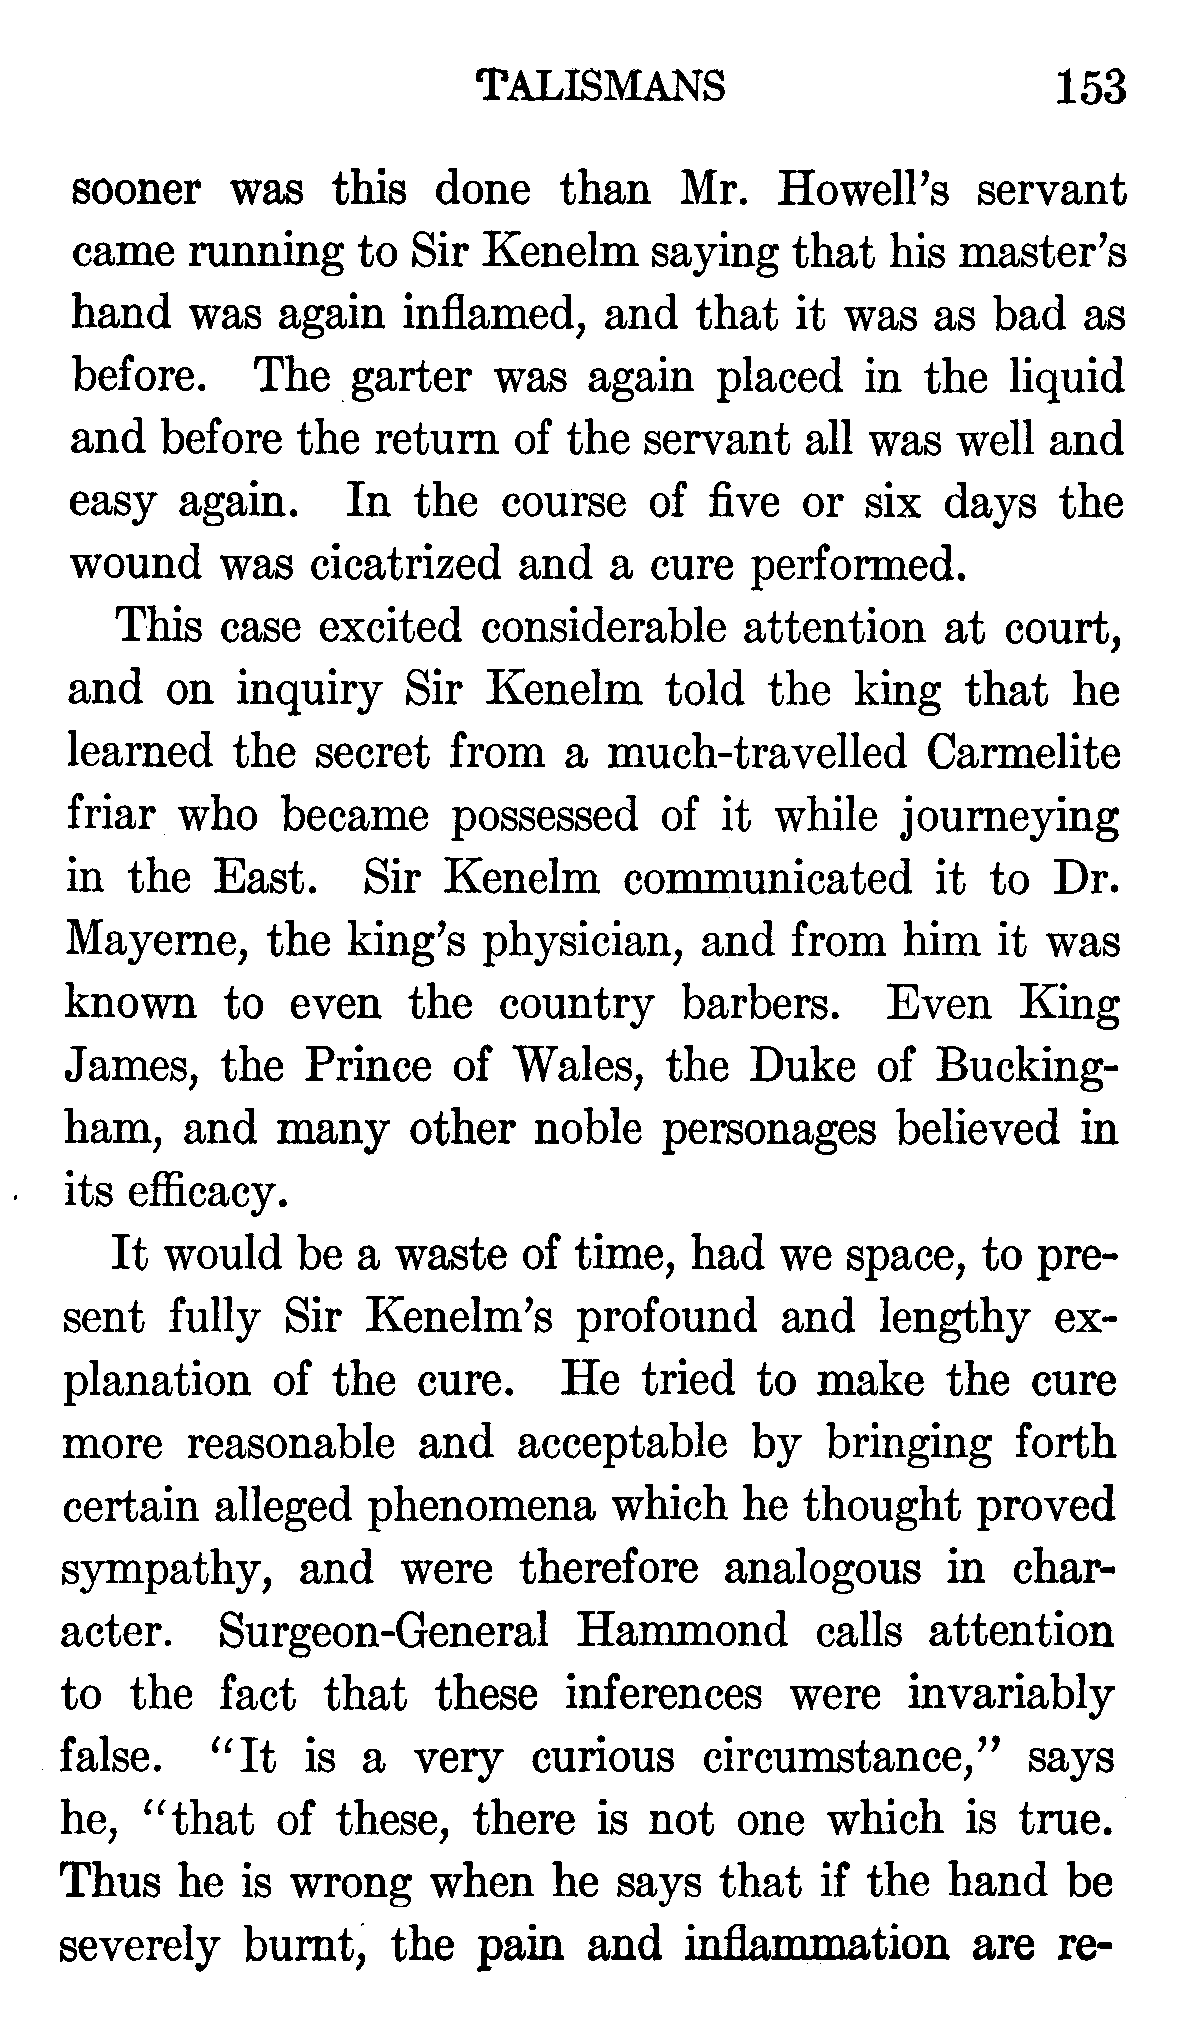 TALISMANS 153
sooner was this done than Mr. Howell's servant
came running to Sir Kenelm saying that his master's
hand was again inflamed, and that it was as bad as
before. The garter was again placed in the liquid
and before the return of the servant all was well and
easy again. In the course of five or six days the
wound was cicatrized and a cure performed.
This case excited considerable attention at court,
and on inquiry Sir Kenelm told the king that he
learned the secret from a much-travelled Carmelite
friar who became possessed of it while journeying
in the East. Sir Kenelm communicated it to Dr.
Mayerne, the king's physician, and from him it was
known to even the country barbers. Even King
James, the Prince of Wales, the Duke of Bucking-
ham, and many other noble personages believed in
its efficacy.
It would be a waste of time, had we space, to pre-
sent fully Sir Kenelm's profound and lengthy ex-
planation of the cure. He tried to make the cure
more reasonable and acceptable by bringing forth
certain alleged phenomena which he thought proved
sympathy, and were therefore analogous in char-
acter. Surgeon-General Hammond calls attention
to the fact that these inferences were invariably
false. "It is a very curious circumstance," says
he, "that of these, there is not one which is true.
Thus he is wrong when he says that if the hand be
severely burnt, the pain and inflammation are re-